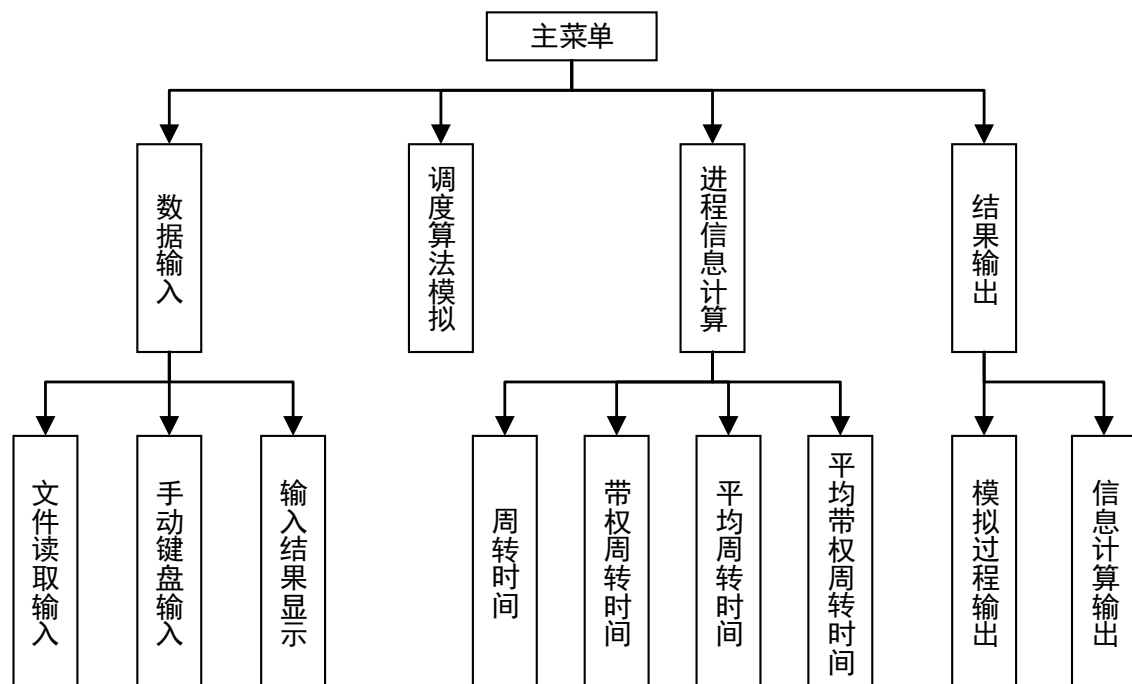 主菜单
数据输入
调度算法模拟
进程信息计算
结果输出
文件读取输入
手动键盘输入
输入结果显示
周转时间
带权周转时间
平均周转时间
平均带权周转时间
模拟过程输出
信息计算输出